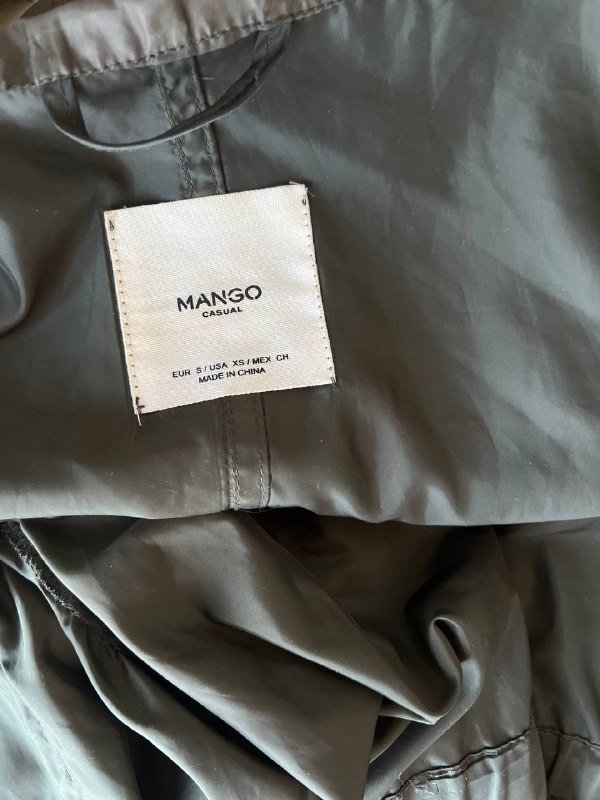 MANGO
CASUAL
EUR S / USA XS / MEX CH
MADE IN CHINA